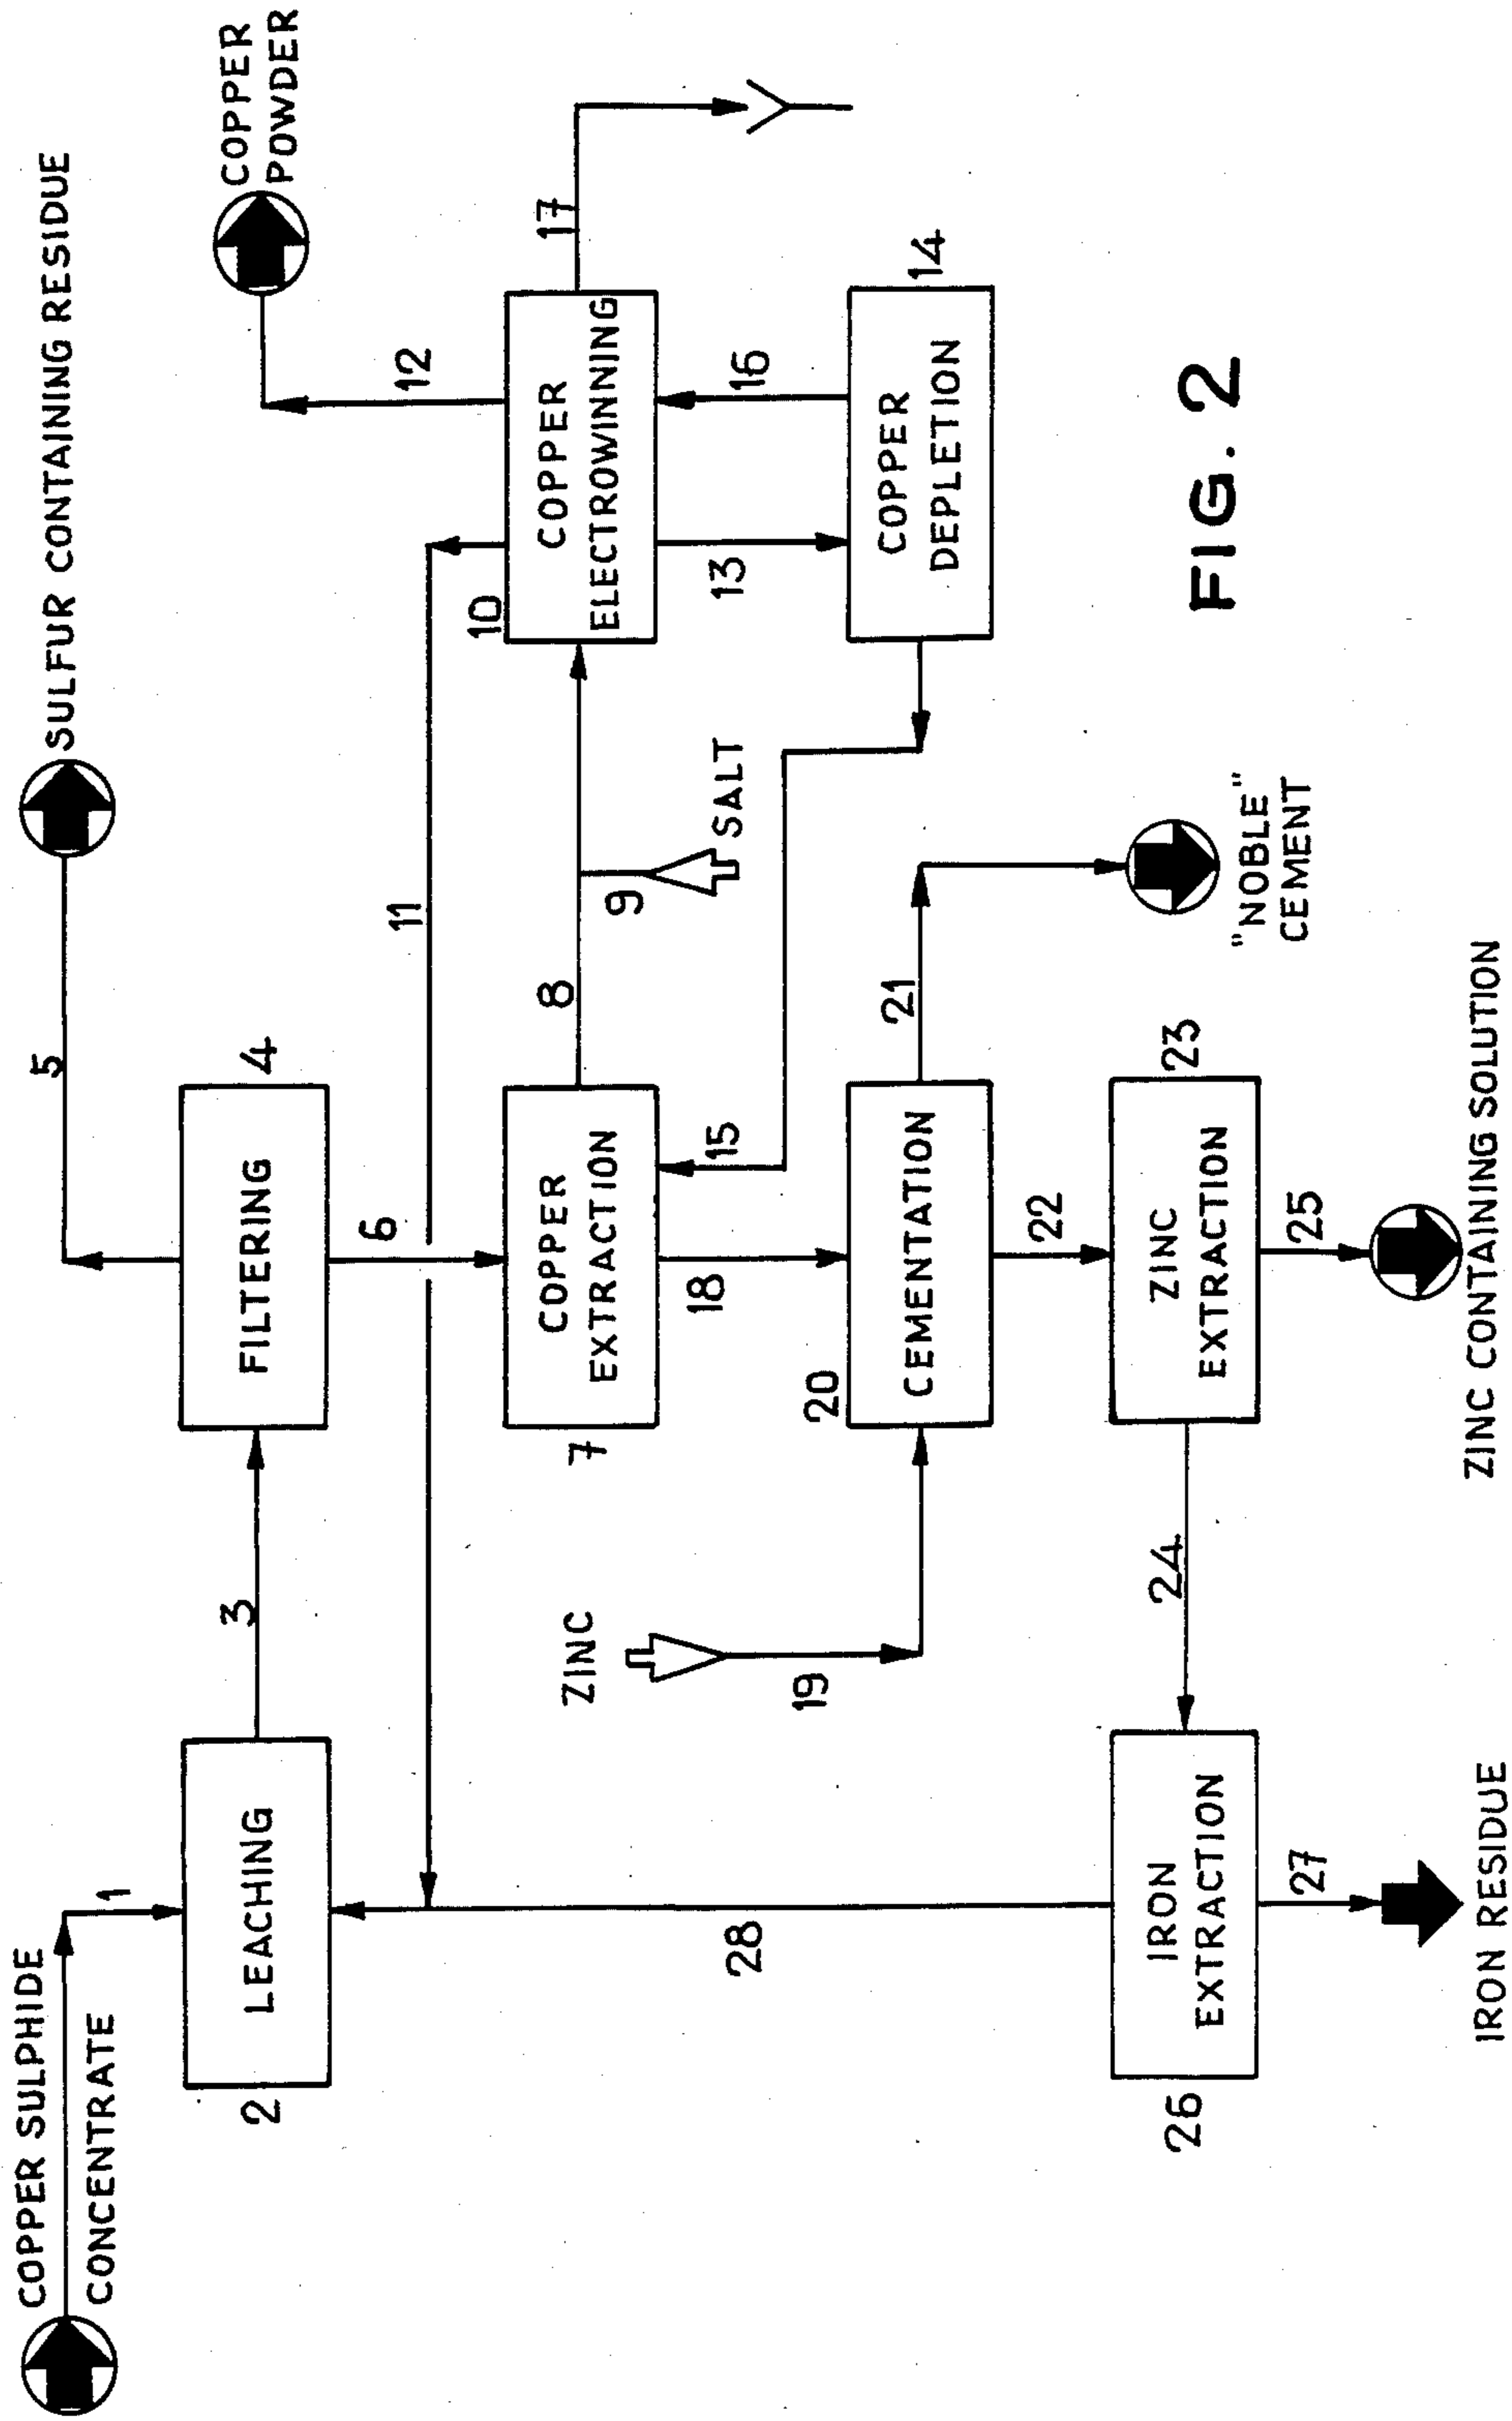 COPPER SULPHIDE
CONCENTRATE
1
2
LEACHING
3
FILTERING
4
5
SULFUR CONTAINING RESIDUE
6
11
7
COPPER
EXTRACTION
8
9
SALT
10
COPPER
ELECTROWINNING
12
COPPER
POWDER
17
13
16
COPPER
DEPLETION
14
15
18
ZINC
19
20
CEMENTATION
21
"NOBLE"
CEMENT
22
ZINC
EXTRACTION
23
24
25
ZINC CONTAINING SOLUTION
26
IRON
EXTRACTION
27
IRON RESIDUE
28
FIG. 2